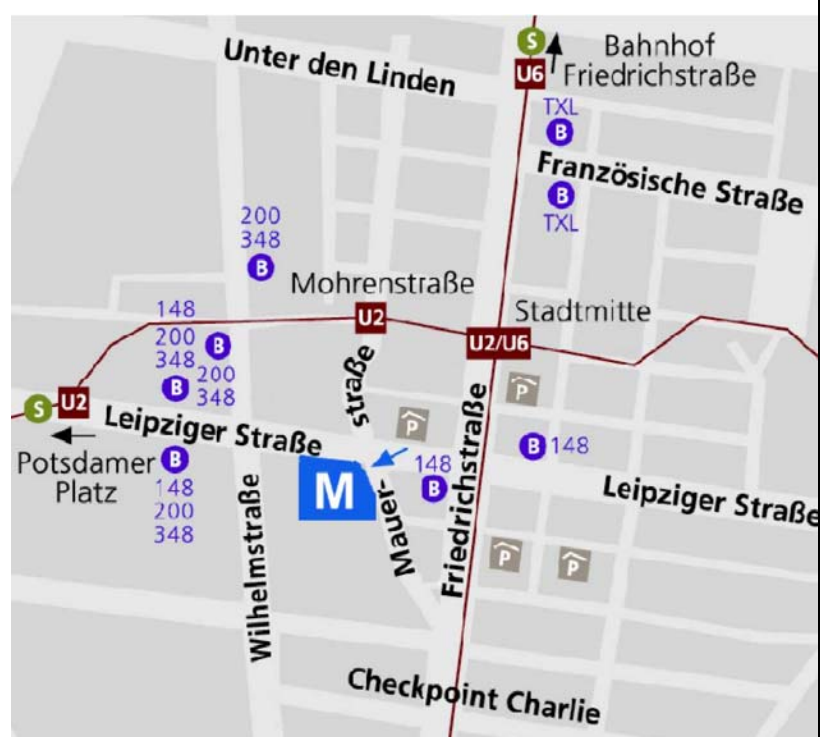 Unter den Linden
S
Bahnhof
Friedrichstraße
U6
TXL
B
Französische Straße
B
TXL
200
348
B
Mohrenstraße
U2
Stadtmitte
U2/U6
148
200
348
B
B
200
348
straße
P
P
S
U2
Leipziger Straße
Potsdamer
Platz
B
148
200
348
M
148
B
B
148
Leipziger Straße
Mauer-
Friedrichstraße
Wilhelmstraße
P
P
Checkpoint Charlie